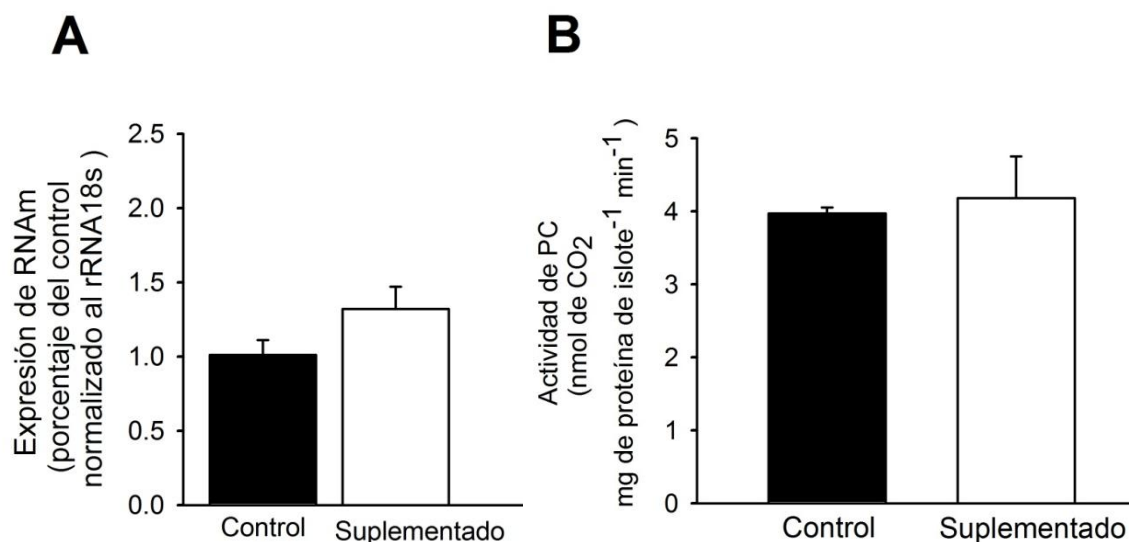 A
Expresión de RNAm
(porcentaje del control
normalizado al rRNA18s )
2.5
2.0
1.5
1.0
0.5
0.0
Control
Suplementado
B
Actividad de PC
(nmol de CO2
mg de proteína de islote-1 min-1 )
5
4
3
2
1
0
Control
Suplementado